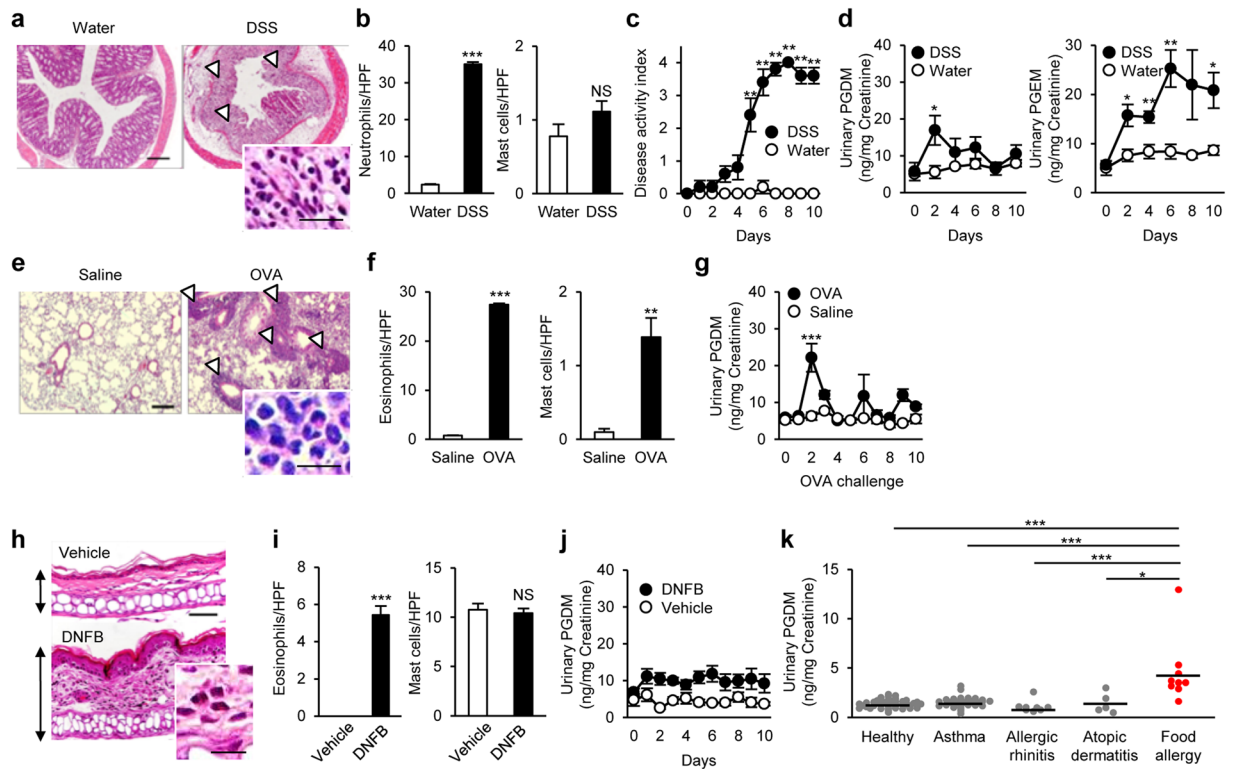 a
Water
DSS
b
Neutrophils/HPF
40
30
20
10
0
***
Water DSS
Mast cells/HPF
2
1
0
NS
Water DSS
c
Disease activity index
5
4
3
2
1
0
** ** ** ** ** **
DSS
Water
0 2 4 6 8 10
Days
d
Urinary PGDM
(ng/mg Creatinine)
40
30
20
10
0
DSS
Water
*
0 2 4 6 8 10
Days
Urinary PGEM
(ng/mg Creatinine)
30
20
10
0
DSS
Water
* ** ** *
0 2 4 6 8 10
Days
e
Saline
OVA
f
Eosinophils/HPF
30
20
10
0
***
Saline OVA
Mast cells/HPF
2
1
0
**
Saline OVA
g
Urinary PGDM
(ng/mg Creatinine)
40
30
20
10
0
OVA
Saline
***
0 2 4 6 8 10
OVA challenge
h
Vehicle
DNFB
i
Eosinophils/HPF
8
6
4
2
0
***
Vehicle
DNFB
Mast cells/HPF
15
10
5
0
NS
Vehicle
DNFB
j
Urinary PGDM
(ng/mg Creatinine)
40
30
20
10
0
DNFB
Vehicle
0 2 4 6 8 10
Days
k
***
***
***
*
Urinary PGDM
(ng/mg Creatinine)
15
10
5
0
Healthy
Asthma
Allergic
rhinitis
Atopic
dermatitis
Food
allergy